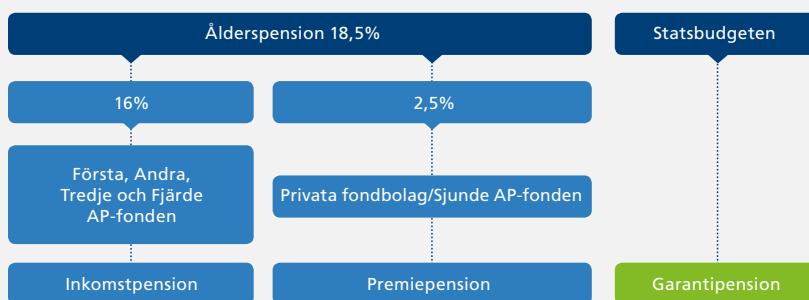 Ålderspension 18,5%
Statsbudgeten
16%
2,5%
Första, Andra,
Tredje och Fjärde
AP-fonden
Privata fondbolag/Sjunde AP-fonden
Inkomstpension
Premiepension
Garantipension